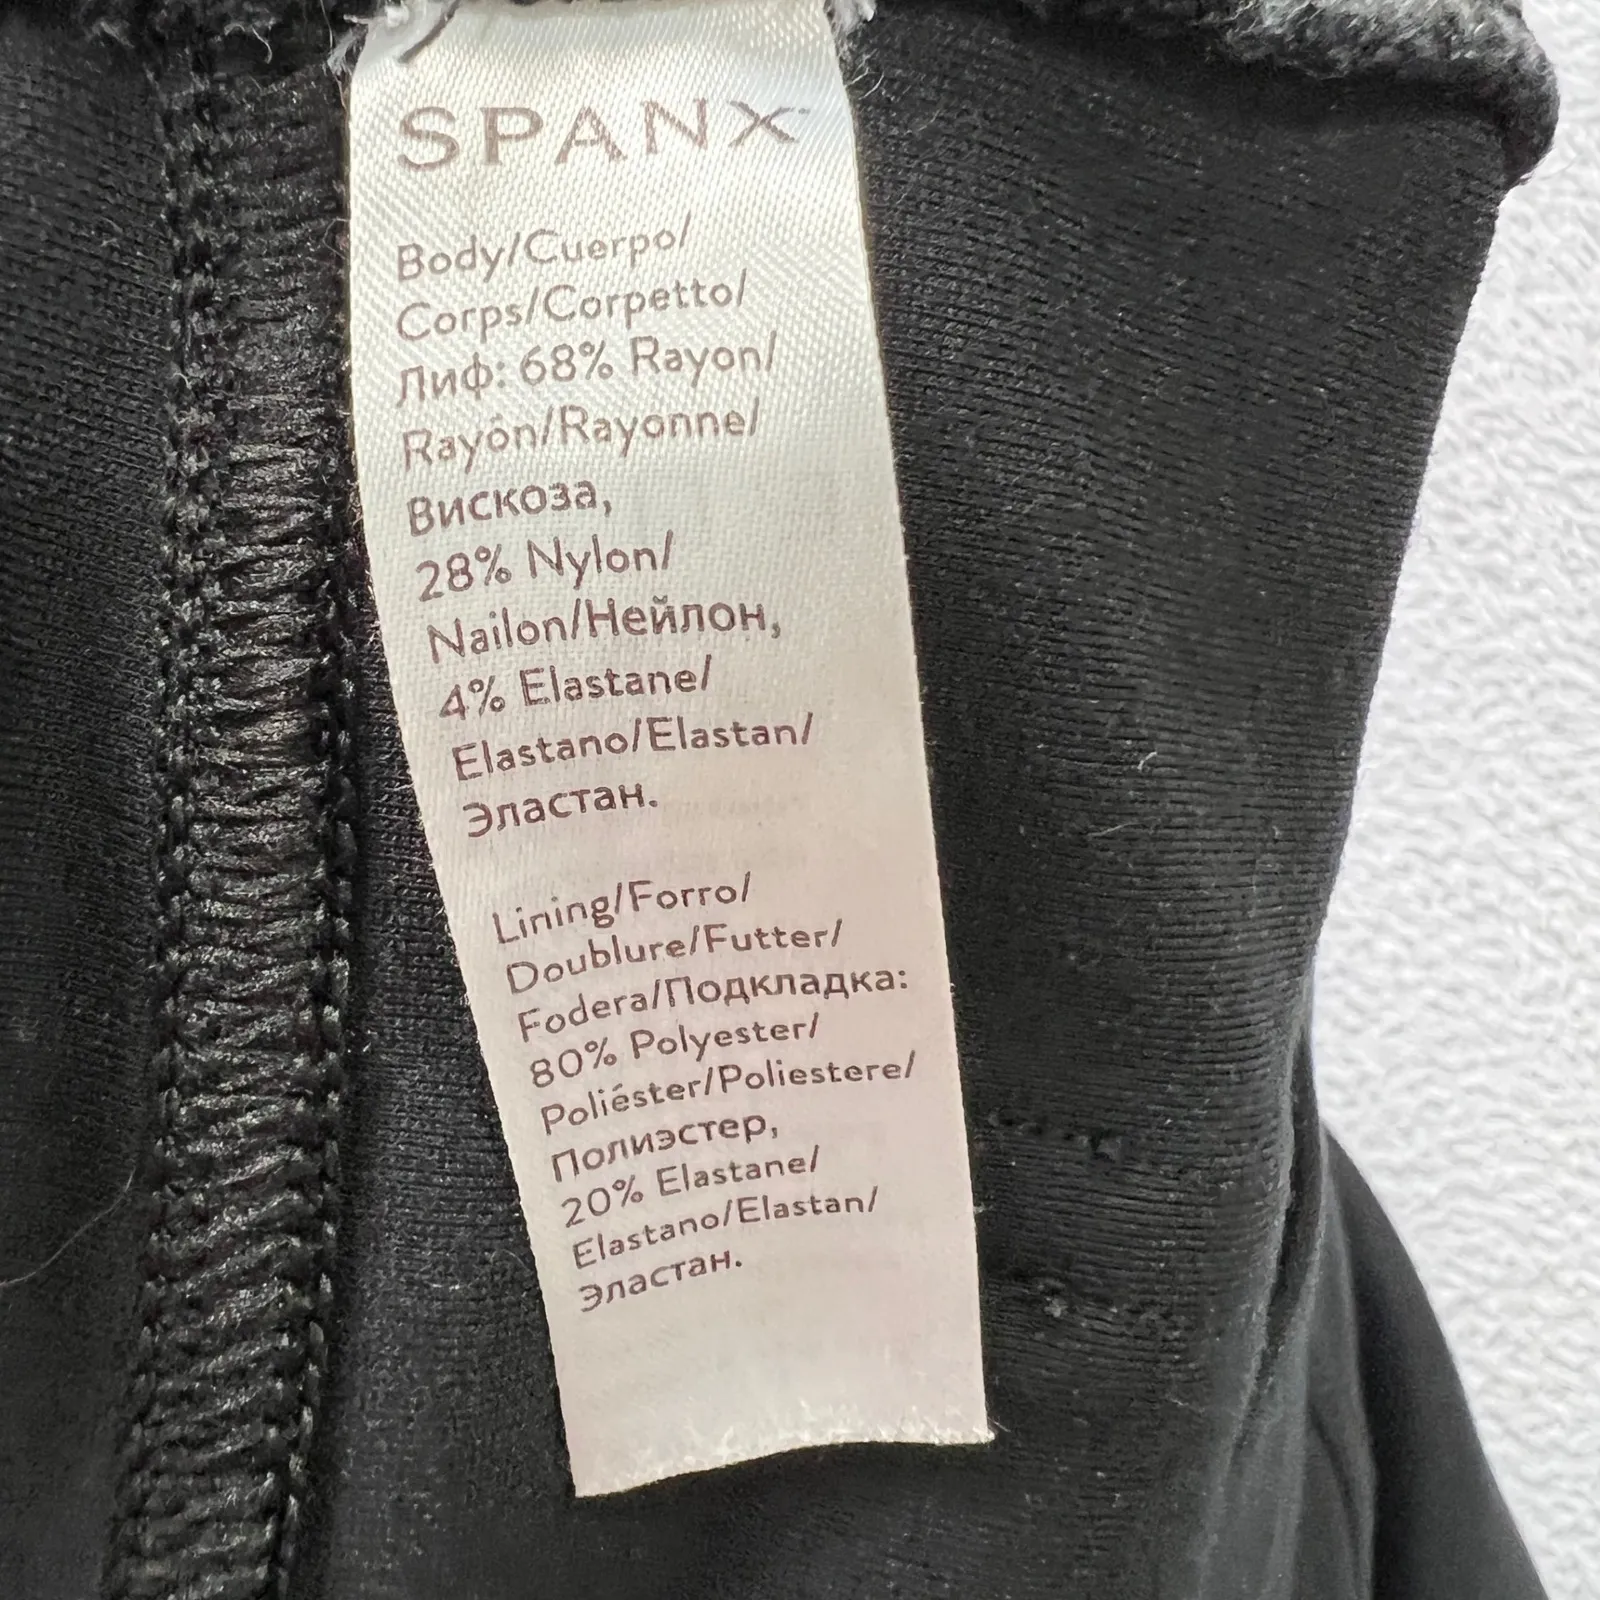 SPANX
Body/Cuerpo/
Corps/Corpetto/
Лиф: 68% Rayon/
Rayón/Rayonne/
Вискоза,
28% Nylon/
Nailon/Нейлон,
4% Elastane/
Elastano/Elastan/
Эластан.
Lining/Forro/
Doublure/Futter/
Fodera/Подкладка:
80% Polyester/
Poliéster/Poliestere/
Полиэстер,
20% Elastane/
Elastano/Elastan/
Эластан.